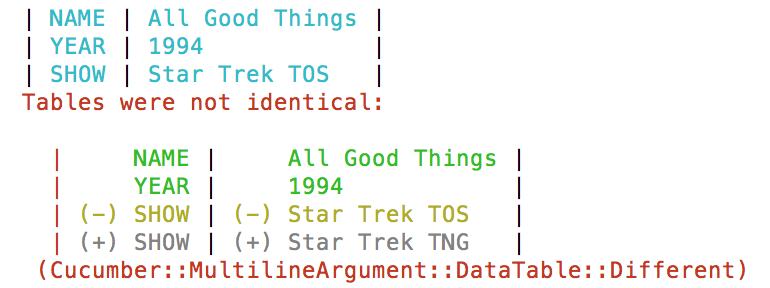 | NAME | All Good Things |
| YEAR | 1994            |
| SHOW | Star Trek TOS   |
Tables were not identical:

  |     NAME |     All Good Things |
  |     YEAR |     1994            |
  | (-) SHOW | (-) Star Trek TOS   |
  | (+) SHOW | (+) Star Trek TNG   |
 (Cucumber::MultilineArgument::DataTable::Different)